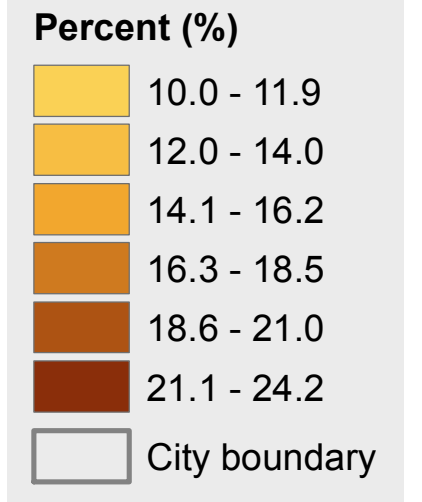 Percent (%)
10.0 - 11.9
12.0 - 14.0
14.1 - 16.2
16.3 - 18.5
18.6 - 21.0
21.1 - 24.2
City boundary